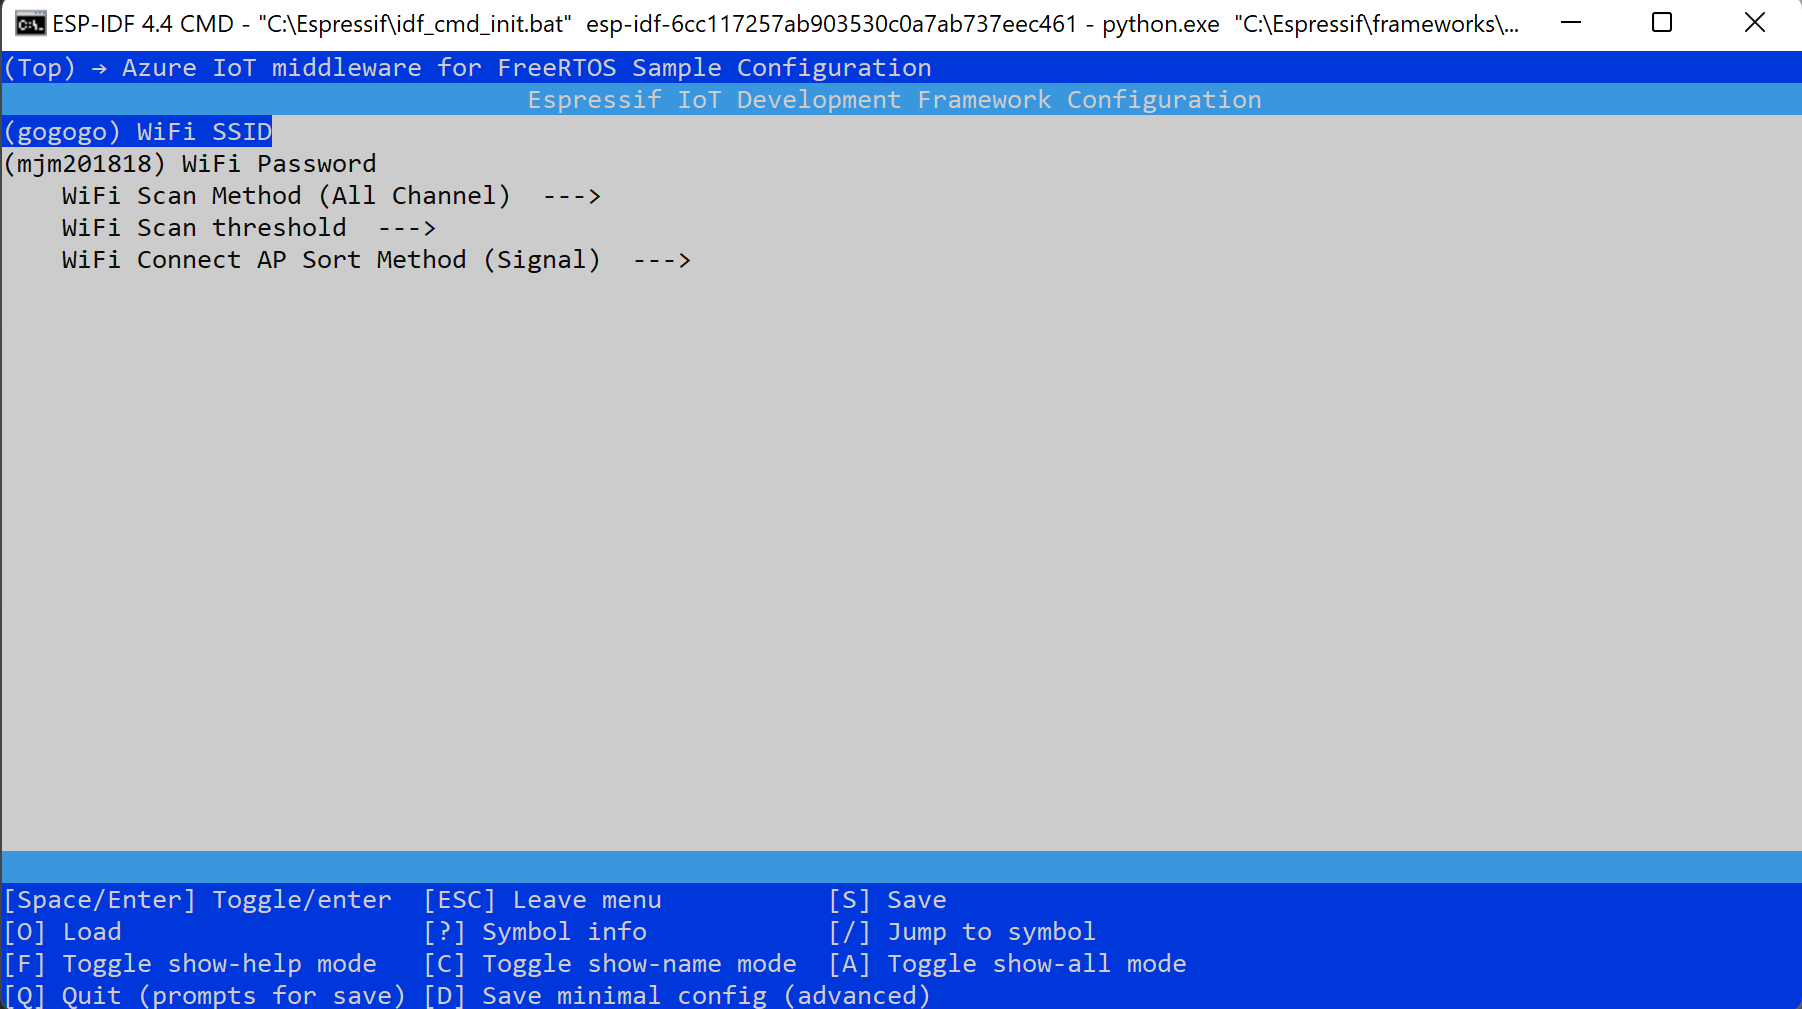 ESP-IDF 4.4 CMD - "C:\Espressif\idf_cmd_init.bat"  esp-idf-6cc117257ab903530c0a7ab737eec461 - python.exe  "C:\Espressif\frameworks\...
(Top) → Azure IoT middleware for FreeRTOS Sample Configuration
Espressif IoT Development Framework Configuration
(gogogo) WiFi SSID
(mjm201818) WiFi Password
WiFi Scan Method (All Channel)  --->
WiFi Scan threshold  --->
WiFi Connect AP Sort Method (Signal)  --->
[Space/Enter] Toggle/enter  [ESC] Leave menu           [S] Save
[O] Load                    [?] Symbol info            [/] Jump to symbol
[F] Toggle show-help mode   [C] Toggle show-name mode  [A] Toggle show-all mode
[Q] Quit (prompts for save) [D] Save minimal config (advanced)